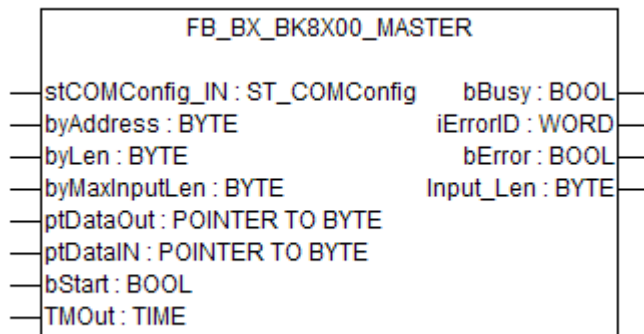 FB_BX_BK8X00_MASTER
stCOMConfig_IN : ST_COMConfig bBusy : BOOL
byAddress : BYTE iErrorID : WORD
byLen : BYTE bError : BOOL
byMaxInputLen : BYTE Input_Len : BYTE
ptDataOut : POINTER TO BYTE
ptDataIN : POINTER TO BYTE
bStart : BOOL
TMOut : TIME